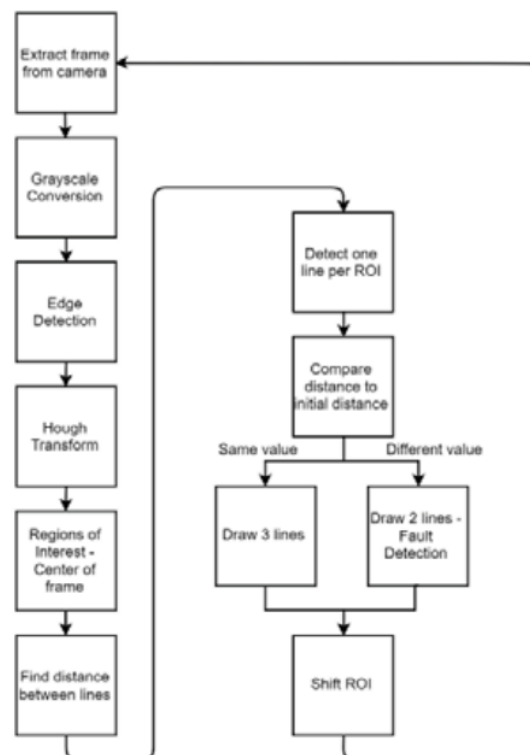 Extract frame
from camera
Grayscale
Conversion
Edge
Detection
Hough
Transform
Regions of
Interest -
Center of
frame
Find distance
between lines
Detect one
line per ROI
Compare
distance to
initial distance
Same value
Different value
Draw 3 lines
Draw 2 lines -
Fault
Detection
Shift ROI